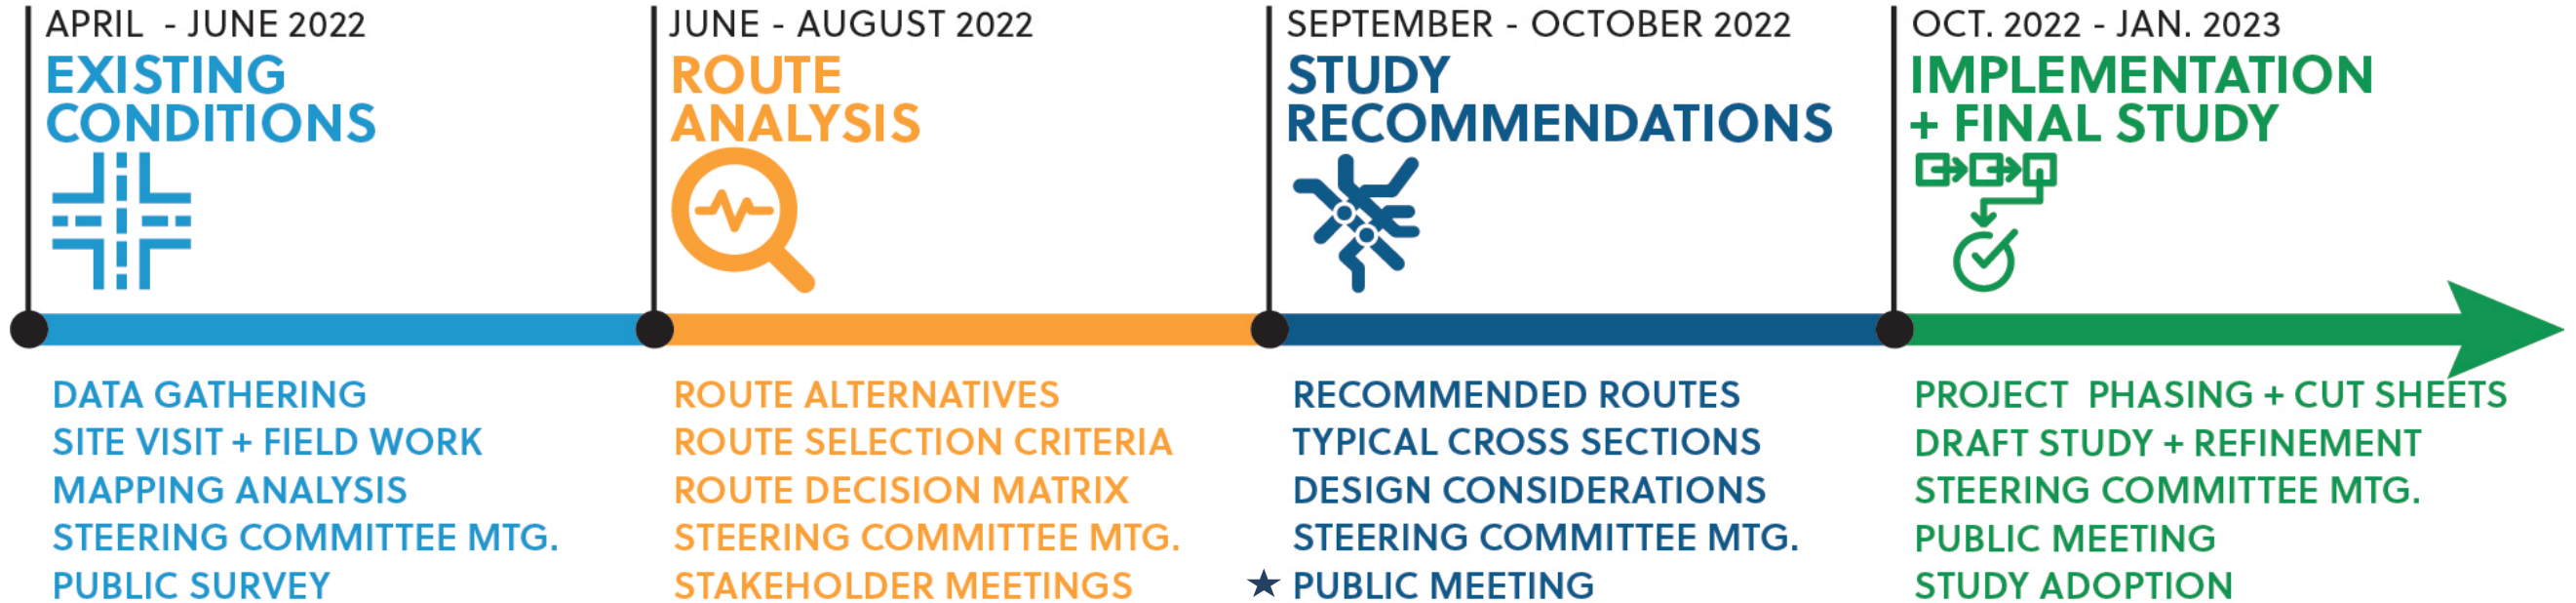 APRIL - JUNE 2022
EXISTING
CONDITIONS
DATA GATHERING
SITE VISIT + FIELD WORK
MAPPING ANALYSIS
STEERING COMMITTEE MTG.
PUBLIC SURVEY
JUNE - AUGUST 2022
ROUTE
ANALYSIS
ROUTE ALTERNATIVES
ROUTE SELECTION CRITERIA
ROUTE DECISION MATRIX
STEERING COMMITTEE MTG.
STAKEHOLDER MEETINGS
SEPTEMBER - OCTOBER 2022
STUDY
RECOMMENDATIONS
RECOMMENDED ROUTES
TYPICAL CROSS SECTIONS
DESIGN CONSIDERATIONS
STEERING COMMITTEE MTG.
★ PUBLIC MEETING
OCT. 2022 - JAN. 2023
IMPLEMENTATION
+ FINAL STUDY
PROJECT PHASING + CUT SHEETS
DRAFT STUDY + REFINEMENT
STEERING COMMITTEE MTG.
PUBLIC MEETING
STUDY ADOPTION